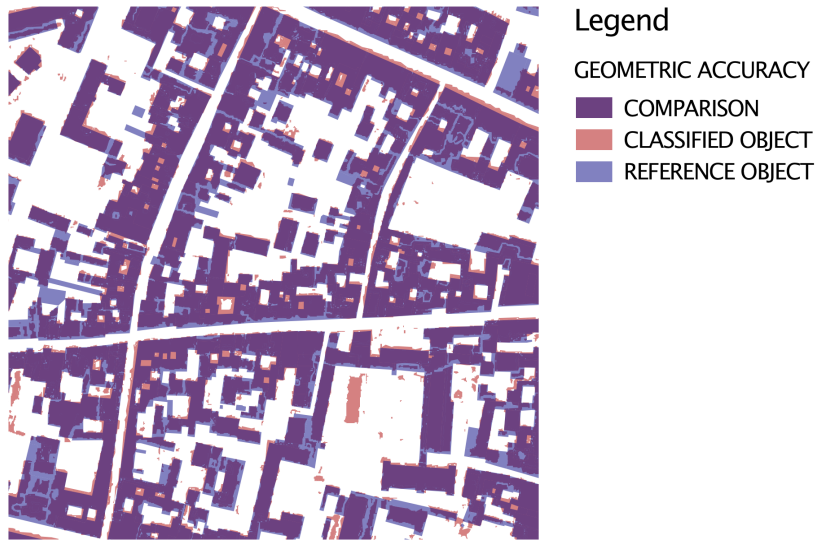 Legend
GEOMETRIC ACCURACY
COMPARISON
CLASSIFIED OBJECT
REFERENCE OBJECT